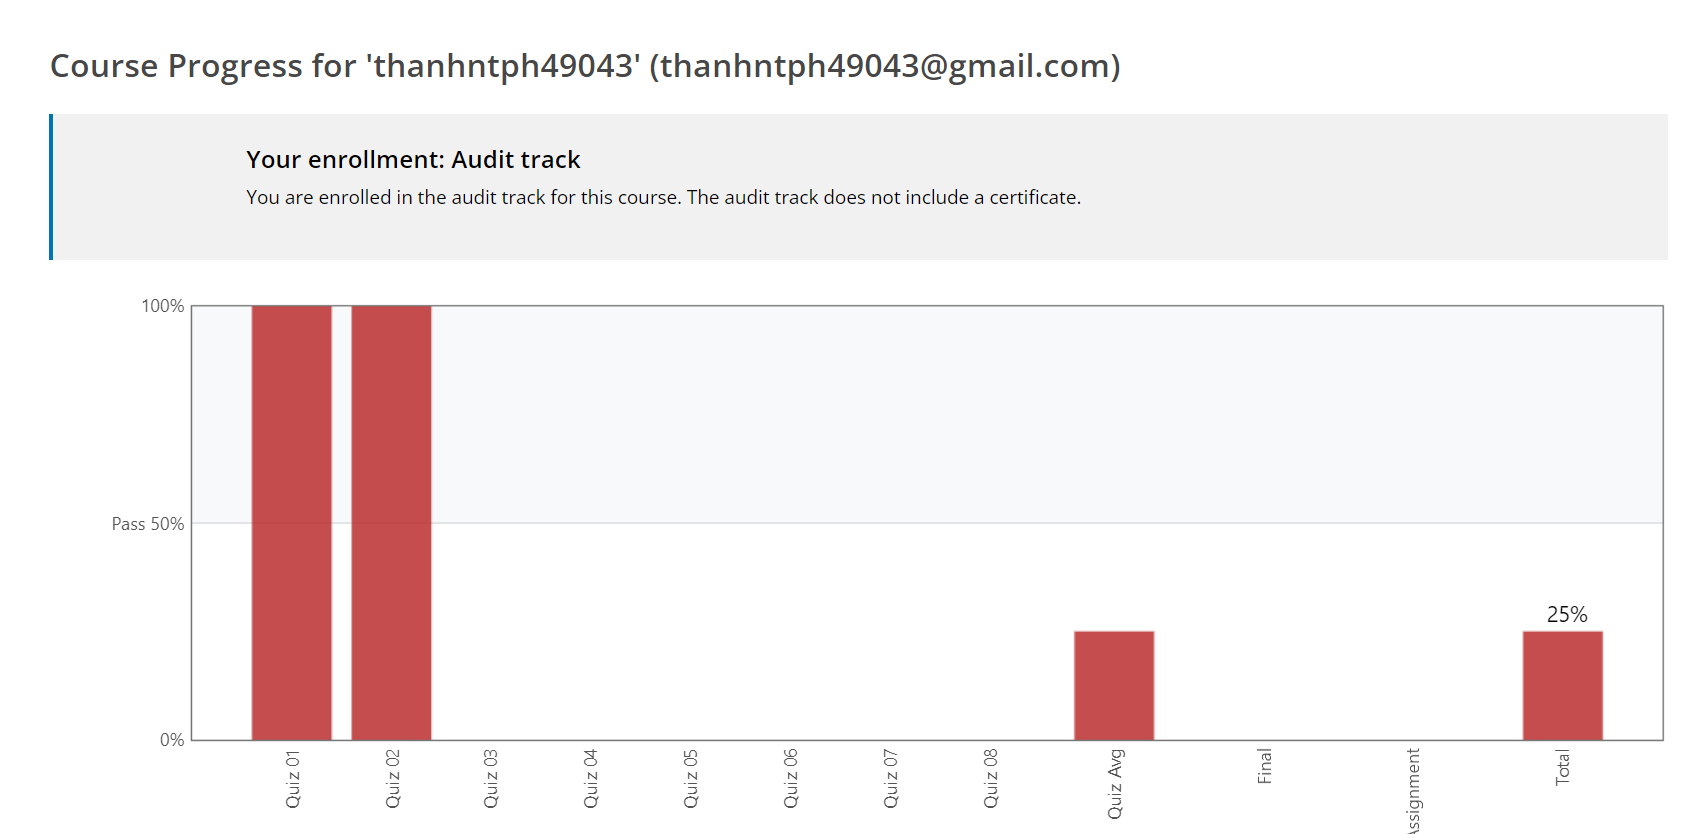 Course Progress for 'thanhntph49043' (thanhntph49043@gmail.com)
Your enrollment: Audit track
You are enrolled in the audit track for this course. The audit track does not include a certificate.
100%
Pass 50%
0%
25%
Quiz 01
Quiz 02
Quiz 03
Quiz 04
Quiz 05
Quiz 06
Quiz 07
Quiz 08
Quiz Avg
Final
Assignment
Total